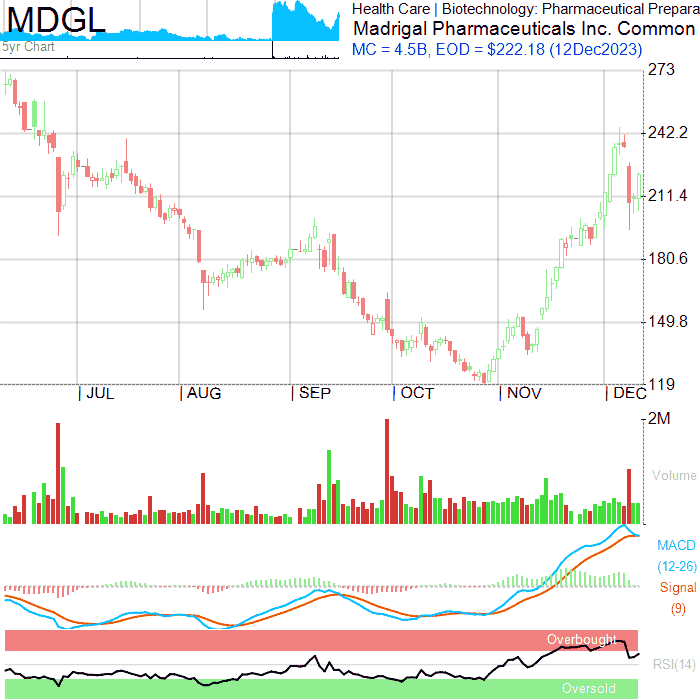 MDGL
5yr Chart
Health Care | Biotechnology: Pharmaceutical Prepara
Madrigal Pharmaceuticals Inc. Common
MC = 4.5B, EOD = $222.18 (12Dec2023)
273
242.2
211.4
180.6
149.8
119
| JUL | AUG | SEP | OCT | NOV | DEC
2M
Volume
MACD
(12-26)
Signal
(9)
Overbought
RSI(14)
Oversold